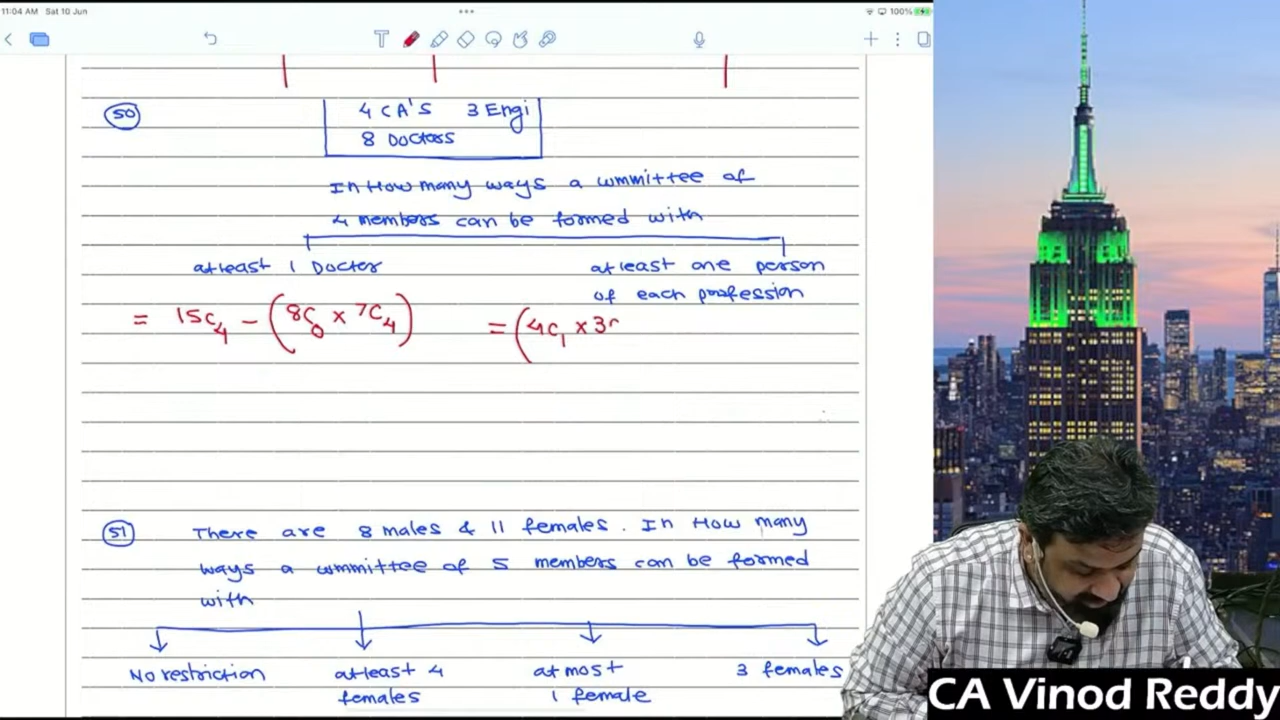 11:04 AM Sat 10 Jun
100%
T
50
4 CA'S 3 Engi
8 Doctors
In How many ways a committee of
4 members can be formed with
atleast 1 Doctor
atleast one person
of each profession
= 15C4 - (8C0 × 7C4)
= (4C1 × 3C
51
There are 8 males & 11 females. In How many
ways a committee of 5 members can be formed
with
No restriction
atleast 4
females
atmost
1 female
3 females
CA Vinod Reddy